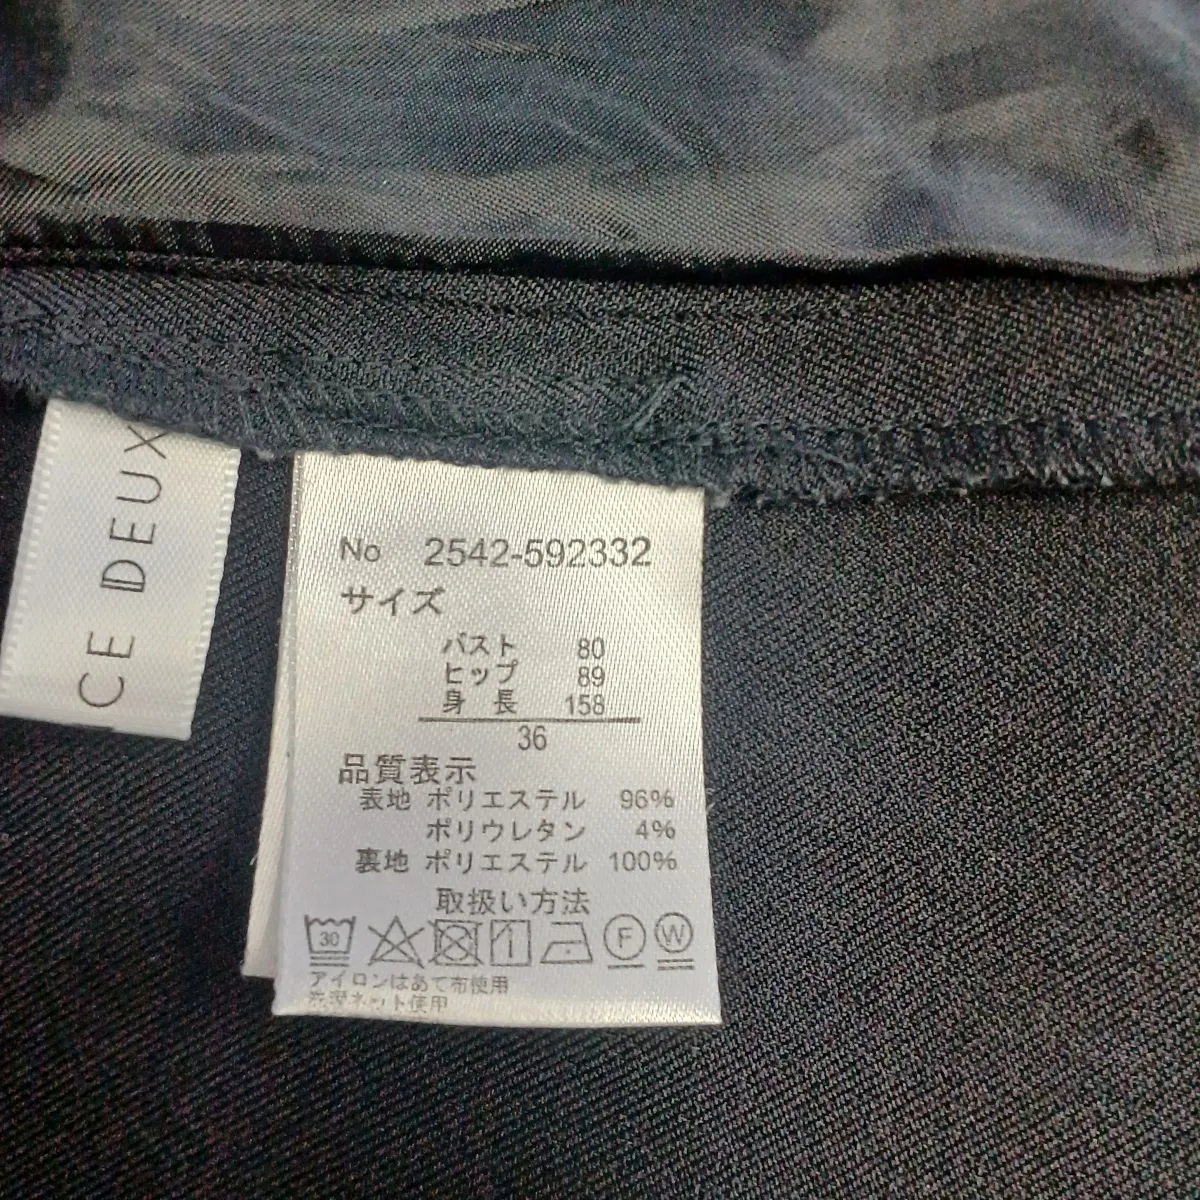 CE DEUX
No 2542-592332
サイズ
バスト 80
ヒップ 89
身長 158
36
品質表示
表地 ポリエステル 96%
ポリウレタン 4%
裏地 ポリエステル 100%
取扱い方法
30 F W
アイロンはあて布使用
洗濯ネット使用